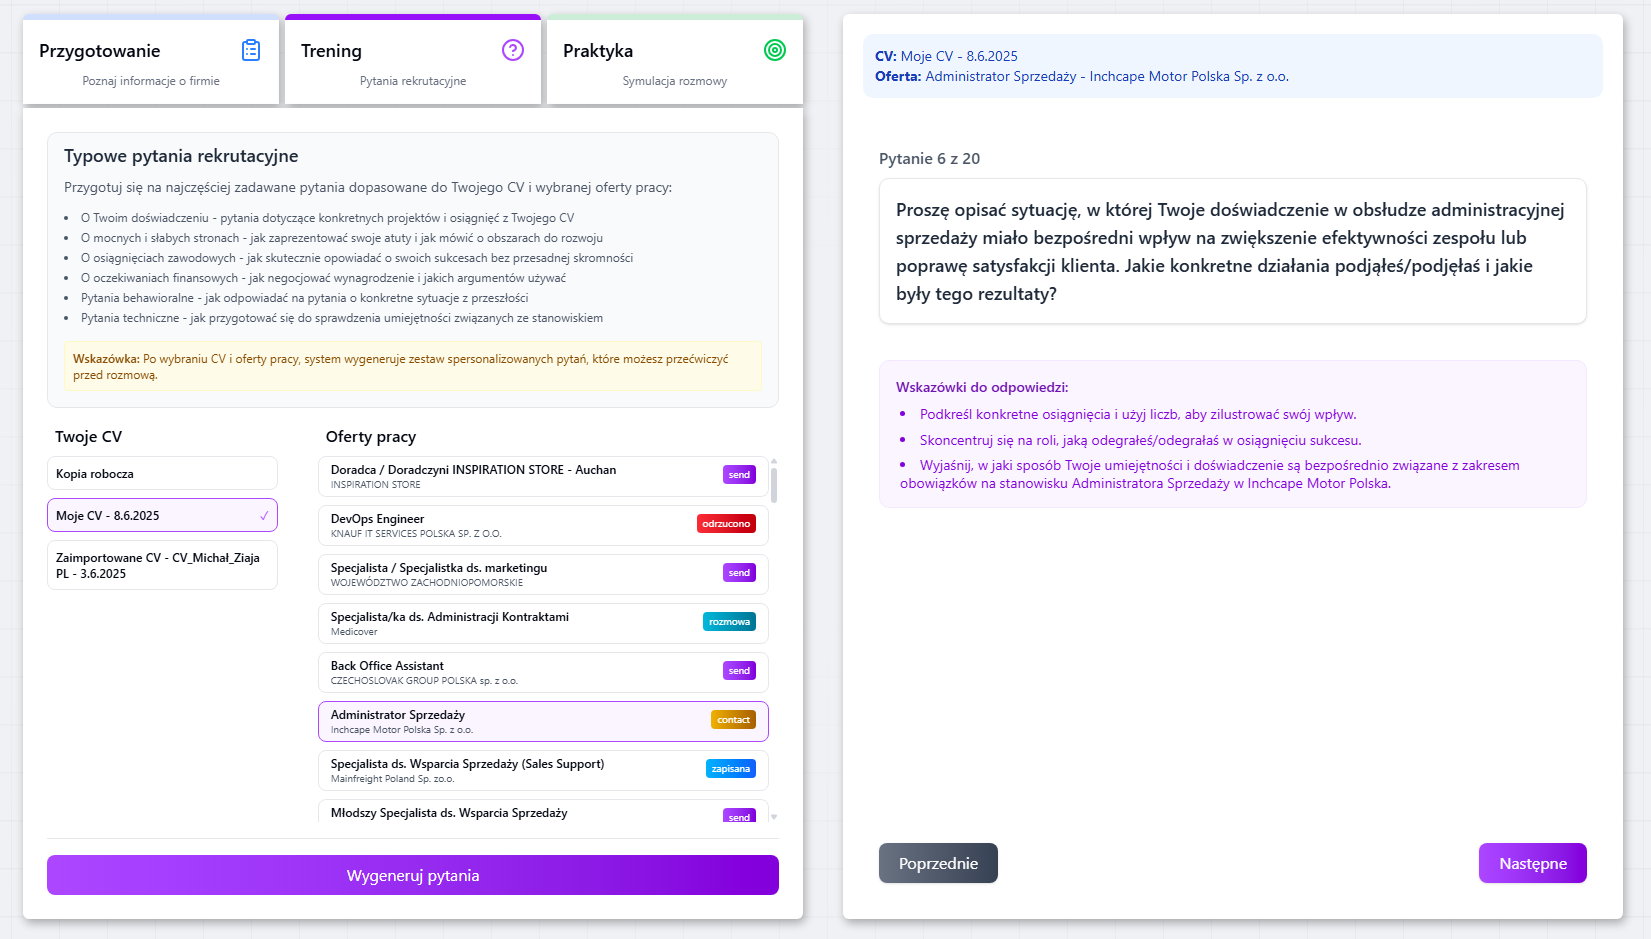 Przygotowanie
Poznaj informacje o firmie
Trening
Pytania rekrutacyjne
Praktyka
Symulacja rozmowy
Typowe pytania rekrutacyjne
Przygotuj się na najczęściej zadawane pytania dopasowane do Twojego CV i wybranej oferty pracy:
• O Twoim doświadczeniu - pytania dotyczące konkretnych projektów i osiągnięć z Twojego CV
• O mocnych i słabych stronach - jak zaprezentować swoje atuty i jak mówić o obszarach do rozwoju
• O osiągnięciach zawodowych - jak skutecznie opowiadać o swoich sukcesach bez przesadnej skromności
• O oczekiwaniach finansowych - jak negocjować wynagrodzenie i jakich argumentów używać
• Pytania behawioralne - jak odpowiadać na pytania o konkretne sytuacje z przeszłości
• Pytania techniczne - jak przygotować się do sprawdzenia umiejętności związanych ze stanowiskiem
Wskazówka: Po wybraniu CV i oferty pracy, system wygeneruje zestaw spersonalizowanych pytań, które możesz przećwiczyć
przed rozmową.
Twoje CV
Kopia robocza
Moje CV - 8.6.2025 ✓
Zaimportowane CV - CV_Michał_Ziaja
PL - 3.6.2025
Oferty pracy
Doradca / Doradczyni INSPIRATION STORE - Auchan
INSPIRATION STORE
send
DevOps Engineer
KNAUF IT SERVICES POLSKA SP. Z O.O.
odrzucono
Specjalista / Specjalistka ds. marketingu
WOJEWÓDZTWO ZACHODNIOPOMORSKIE
send
Specjalista/ka ds. Administracji Kontraktami
Medicover
rozmowa
Back Office Assistant
CZECHOSLOVAK GROUP POLSKA sp. z o.o.
send
Administrator Sprzedaży
Inchcape Motor Polska Sp. z o.o.
contact
Specjalista ds. Wsparcia Sprzedaży (Sales Support)
Mainfreight Poland Sp. zo.o.
zapisana
Młodszy Specjalista ds. Wsparcia Sprzedaży
send
Wygeneruj pytania
CV: Moje CV - 8.6.2025
Oferta: Administrator Sprzedaży - Inchcape Motor Polska Sp. z o.o.
Pytanie 6 z 20
Proszę opisać sytuację, w której Twoje doświadczenie w obsłudze administracyjnej
sprzedaży miało bezpośredni wpływ na zwiększenie efektywności zespołu lub
poprawę satysfakcji klienta. Jakie konkretne działania podjąłeś/podjęłaś i jakie
były tego rezultaty?
Wskazówki do odpowiedzi:
• Podkreśl konkretne osiągnięcia i użyj liczb, aby zilustrować swój wpływ.
• Skoncentruj się na roli, jaką odegrałeś/odegrałaś w osiągnięciu sukcesu.
• Wyjaśnij, w jaki sposób Twoje umiejętności i doświadczenie są bezpośrednio związane z zakresem
obowiązków na stanowisku Administratora Sprzedaży w Inchcape Motor Polska.
Poprzednie
Następne